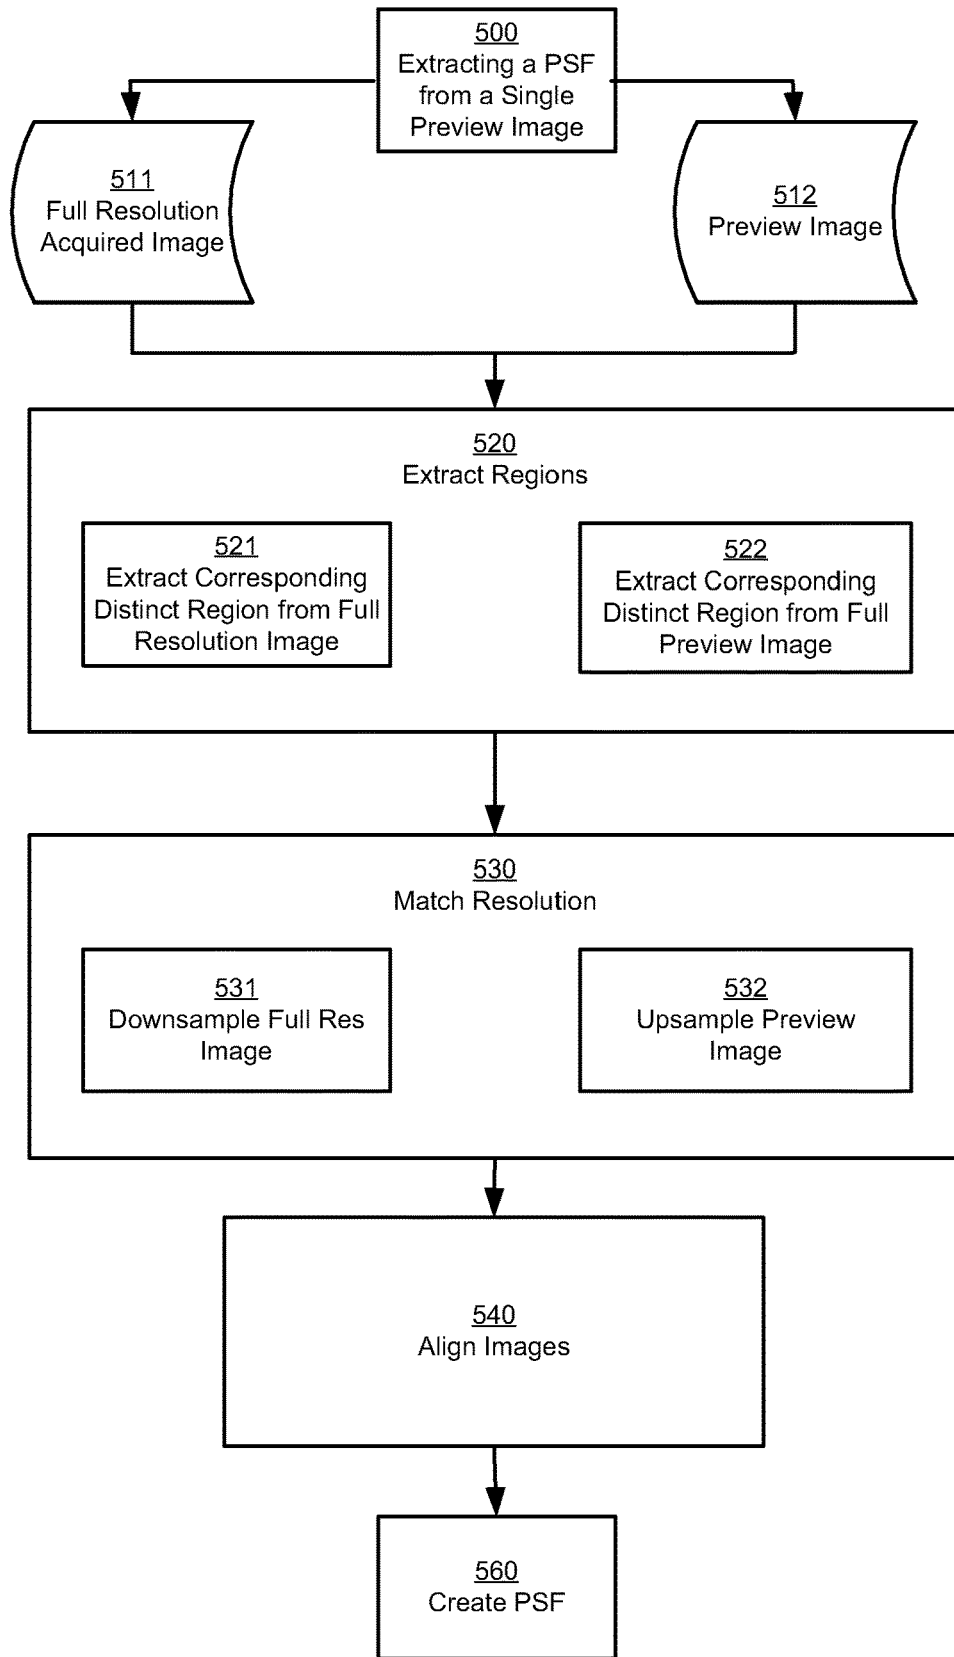 500
Extracting a PSF
from a Single
Preview Image
511
Full Resolution
Acquired Image
512
Preview Image
520
Extract Regions
521
Extract Corresponding
Distinct Region from Full
Resolution Image
522
Extract Corresponding
Distinct Region from Full
Preview Image
530
Match Resolution
531
Downsample Full Res
Image
532
Upsample Preview
Image
540
Align Images
560
Create PSF